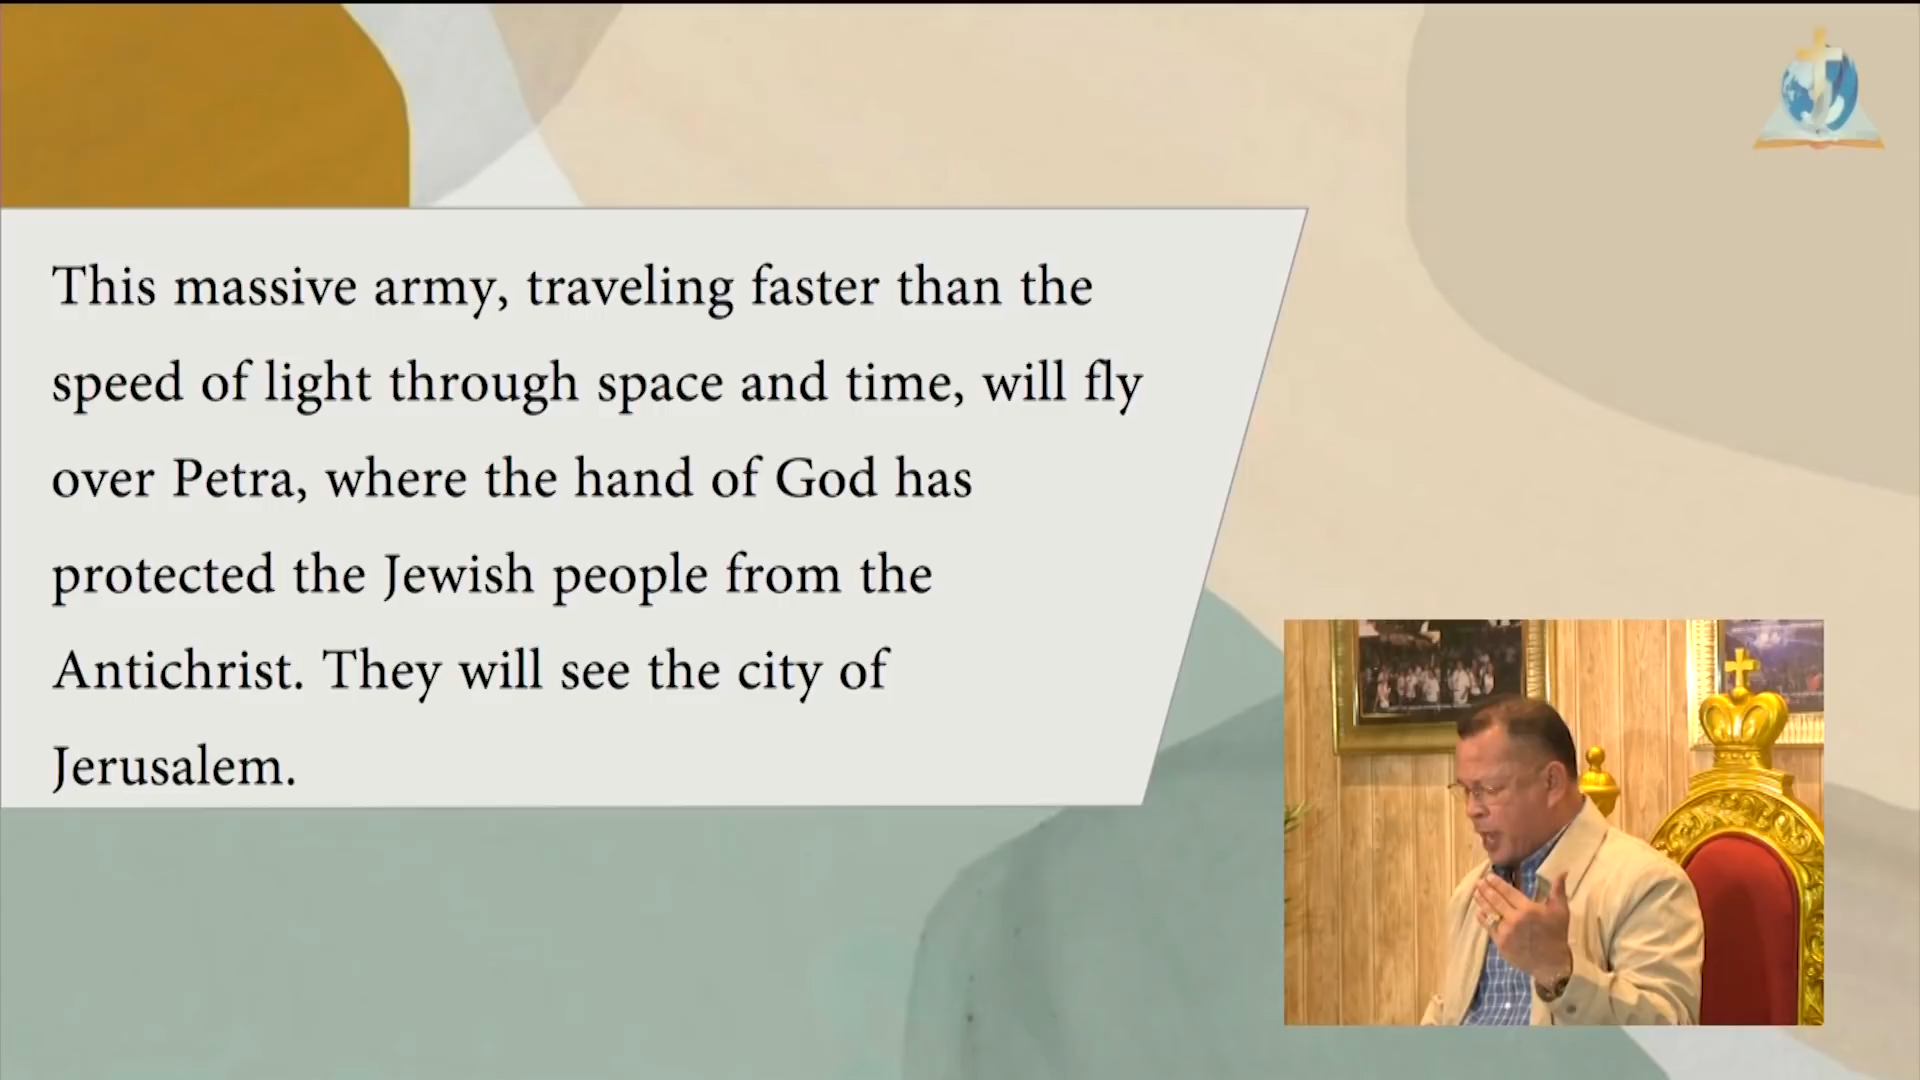 This massive army, traveling faster than the
speed of light through space and time, will fly
over Petra, where the hand of God has
protected the Jewish people from the
Antichrist. They will see the city of
Jerusalem.